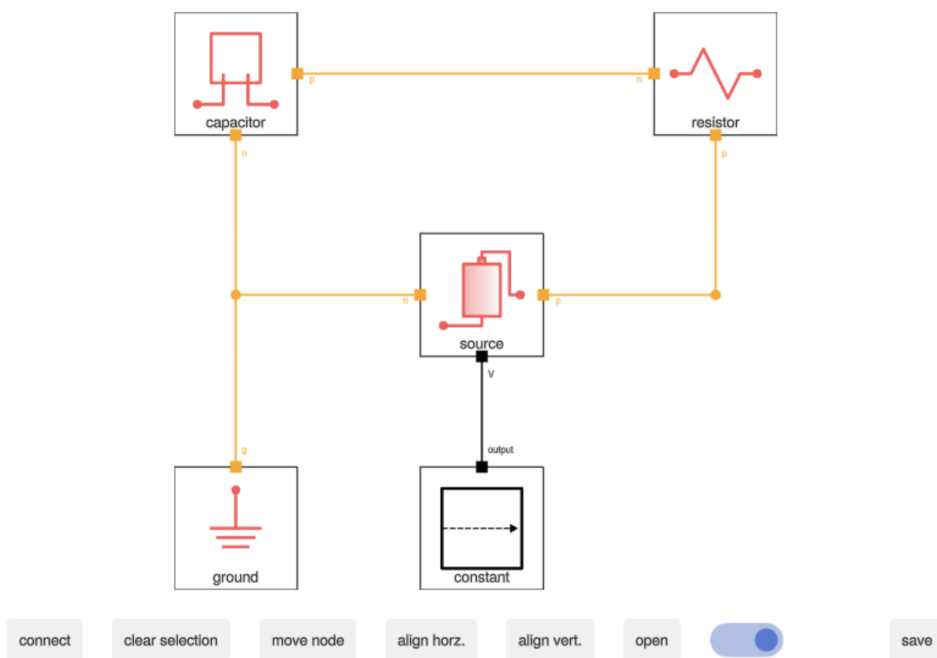 p
n
capacitor
resistor
n
p
n
p
source
V
g
output
ground
constant
connect
clear selection
move node
align horz.
align vert.
open
save